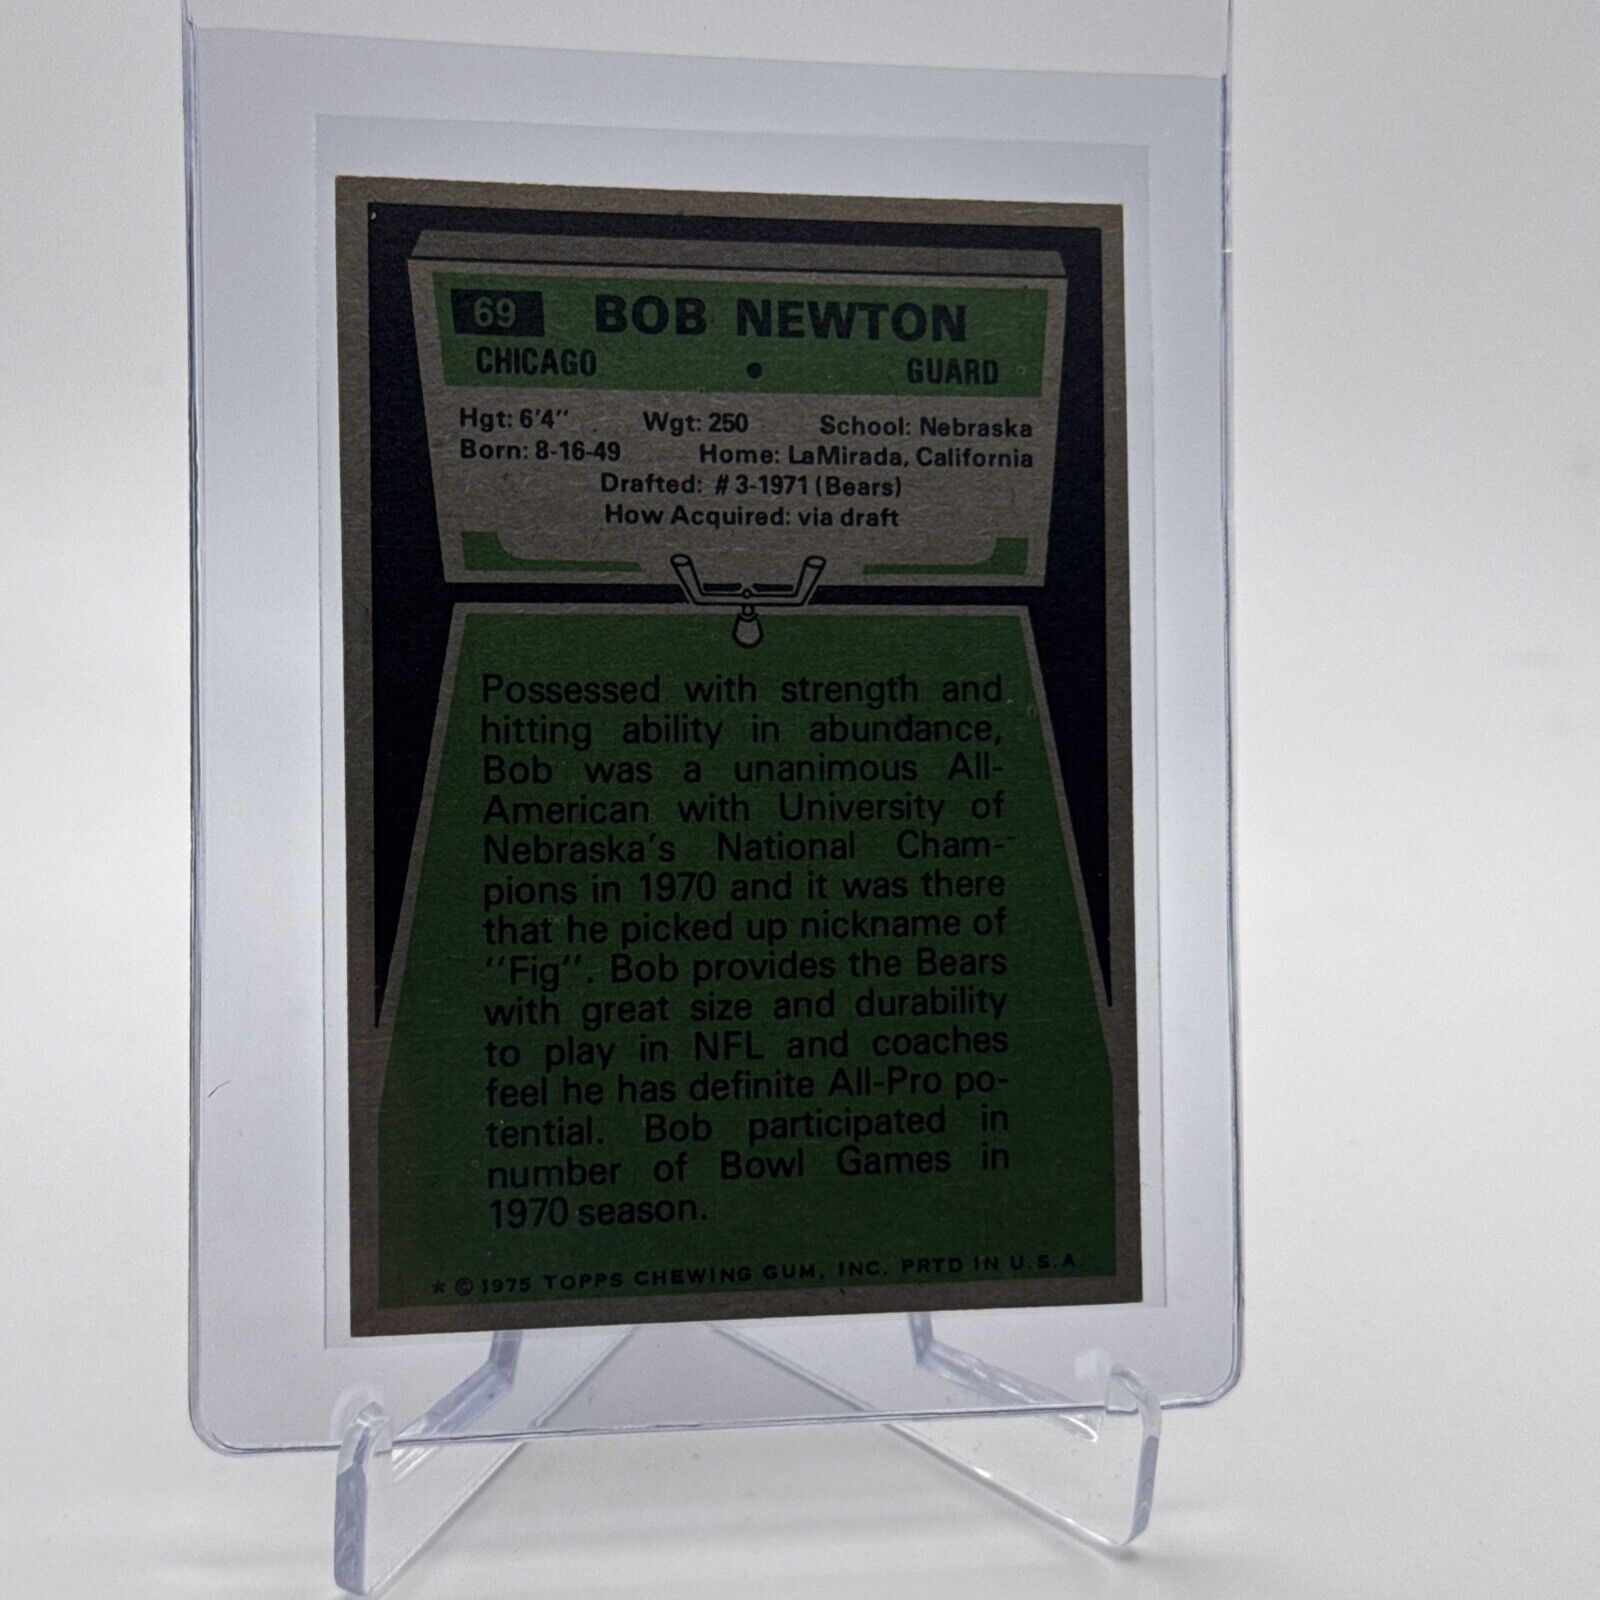 69 BOB NEWTON
CHICAGO • GUARD
Hgt: 6'4" Wgt: 250 School: Nebraska
Born: 8-16-49 Home: LaMirada, California
Drafted: #3-1971 (Bears)
How Acquired: via draft
Possessed with strength and
hitting ability in abundance,
Bob was a unanimous All-
American with University of
Nebraska's National Cham-
pions in 1970 and it was there
that he picked up nickname of
"Fig". Bob provides the Bears
with great size and durability
to play in NFL and coaches
feel he has definite All-Pro po-
tential. Bob participated in
number of Bowl Games in
1970 season.
* © 1975 TOPPS CHEWING GUM, INC. PRTD IN U.S.A.